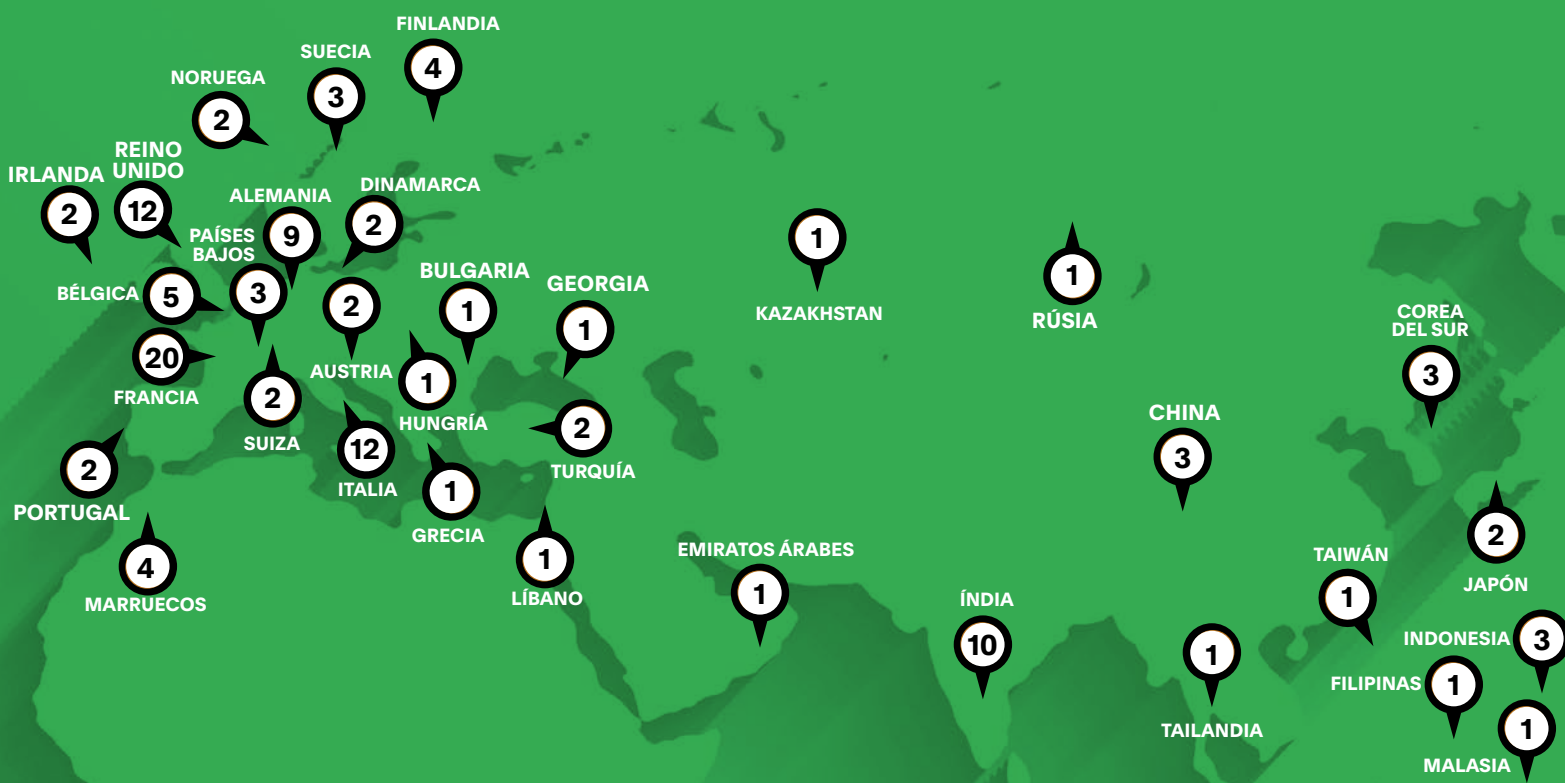 FINLANDIA
4
SUECIA
3
NORUEGA
2
REINO
UNIDO
12
IRLANDA
2
ALEMANIA
9
DINAMARCA
2
PAÍSES
BAJOS
3
BÉLGICA
5
FRANCIA
20
2
SUIZA
2
AUSTRIA
BULGARIA
1
GEORGIA
1
1
HUNGRÍA
2
TURQUÍA
12
ITALIA
1
GRECIA
2
PORTUGAL
4
MARRUECOS
1
LÍBANO
1
KAZAKHSTAN
1
RÚSIA
COREA
DEL SUR
3
CHINA
3
2
JAPÓN
EMIRATOS ÁRABES
1
ÍNDIA
10
1
TAILANDIA
TAIWÁN
1
INDONESIA
3
FILIPINAS
1
1
MALASIA